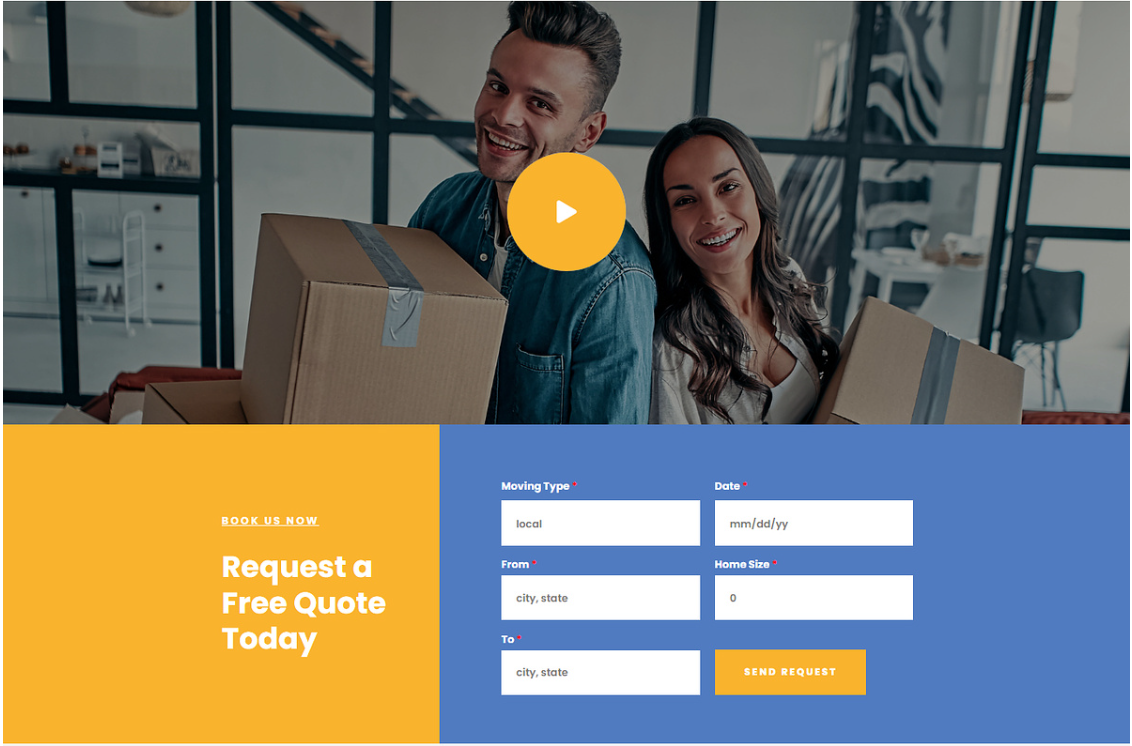 BOOK US NOW
Request a
Free Quote
Today
Moving Type *
local
Date *
mm/dd/yy
From *
city, state
Home Size *
0
To *
city, state
SEND REQUEST